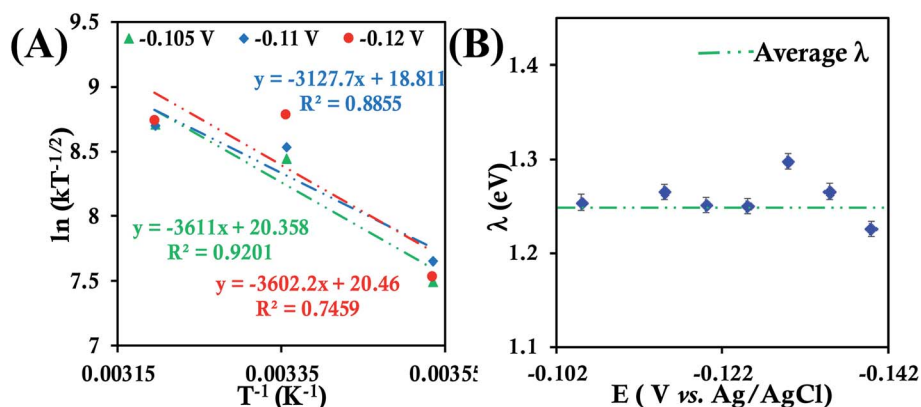 (A)
9.5
9
8.5
8
7.5
7
ln (kT^-1/2)
-0.105 V
-0.11 V
-0.12 V
y = -3127.7x + 18.811
R² = 0.8855
y = -3611x + 20.358
R² = 0.9201
y = -3602.2x + 20.46
R² = 0.7459
0.00315
0.00335
0.00355
T^-1 (K^-1)
(B)
1.4
1.3
1.2
1.1
λ (eV)
Average λ
-0.102
-0.122
-0.142
E ( V vs. Ag/AgCl)